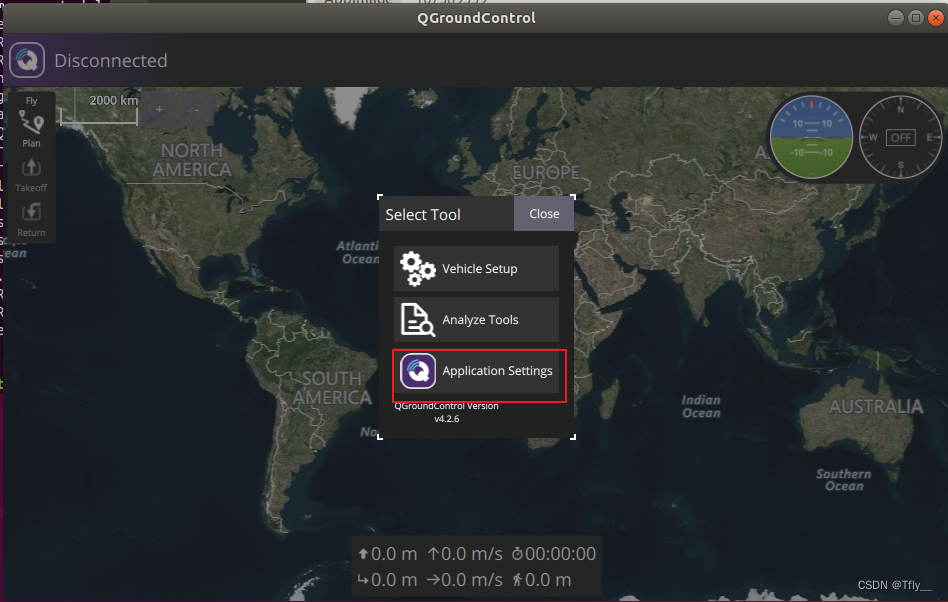 QGroundControl
Disconnected
Fly
2000 km
+
-
Plan
Takeoff
Return
NORTH
AMERICA
EUROPE
10 10
-10 -10
N
W OFF E
S
Select Tool
Close
Atlanti
Ocean
Vehicle Setup
Analyze Tools
Application Settings
QGroundControl Version
v4.2.6
SOUTH
AMERICA
No
Indian
Ocean
AUSTRALIA
Southern
Ocean
0.0 m 0.0 m/s 00:00:00
0.0 m 0.0 m/s 0.0 m
CSDN @Tfly__